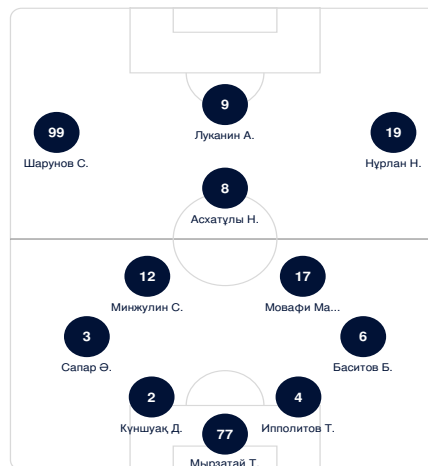 9
Луканин А.
99
Шарунов С.
19
Нұрлан Н.
8
Асхатұлы Н.
12
Минжулин С.
17
Мовафи Ма...
3
Сапар Ә.
6
Баситов Б.
2
Күншуақ Д.
4
Ипполитов Т.
77
Мырзатай Т.